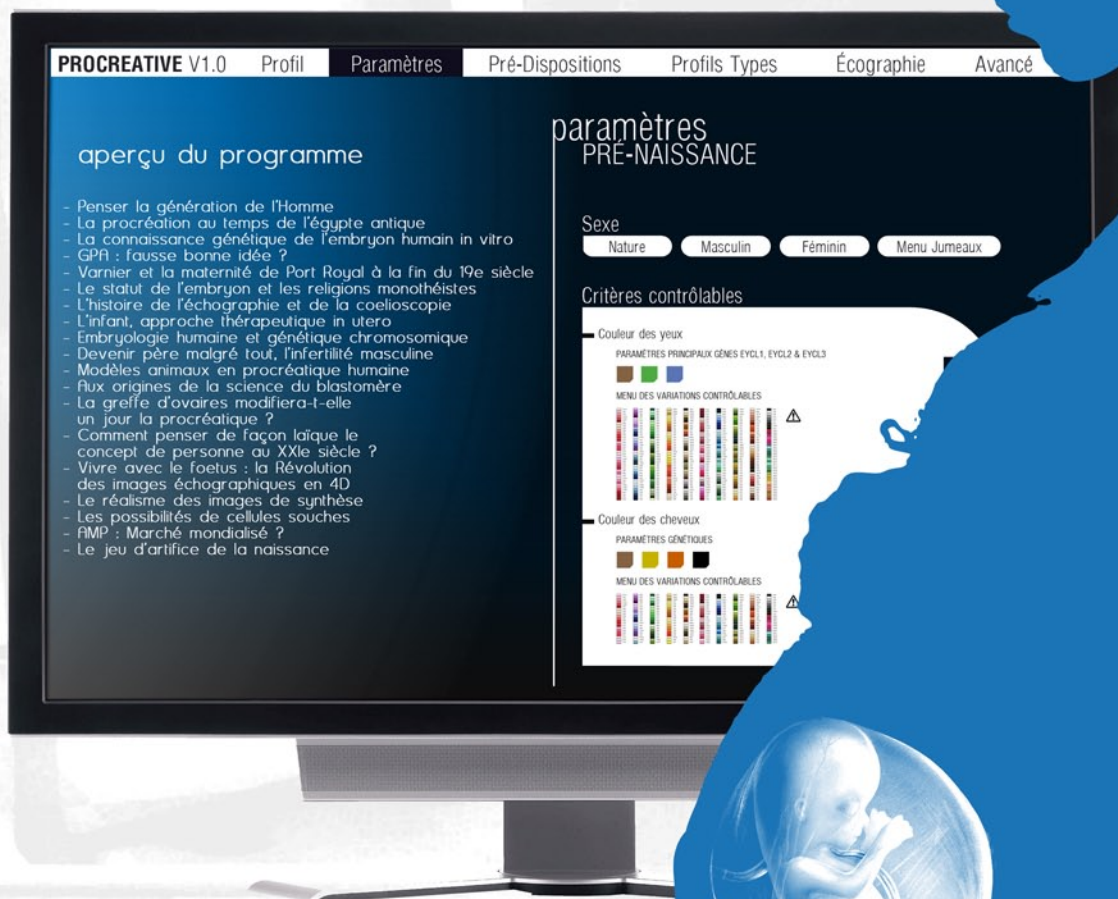 PROCREATIVE V1.0 Profil Paramètres Pré-Dispositions Profils Types Écographie Avancé
aperçu du programme
- Penser la génération de l'Homme
- La procréation au temps de l'égypte antique
- La connaissance génétique de l'embryon humain in vitro
- GPA : fausse bonne idée ?
- Varnier et la maternité de Port Royal à la fin du 19e siècle
- Le statut de l'embryon et les religions monothéistes
- L'histoire de l'échographie et de la coelioscopie
- L'infant, approche thérapeutique in utero
- Embryologie humaine et génétique chromosomique
- Devenir père malgré tout, l'infertilité masculine
- Modèles animaux en procréatique humaine
- Aux origines de la science du blastomère
- La greffe d'ovaires modifiera-t-elle
un jour la procréatique ?
- Comment penser de façon laïque le
concept de personne au XXIe siècle ?
- Vivre avec le foetus : la Révolution
des images échographiques en 4D
- Le réalisme des images de synthèse
- Les possibilités de cellules souches
- AMP : Marché mondialisé ?
- Le jeu d'artifice de la naissance
paramètres
PRÉ-NAISSANCE
Sexe
Nature Masculin Féminin Menu Jumeaux
Critères contrôlables
Couleur des yeux
PARAMÈTRES PRINCIPAUX GÈNES EYCL1, EYCL2 & EYCL3
MENU DES VARIATIONS CONTRÔLABLES
Couleur des cheveux
PARAMÈTRES GÉNÉTIQUES
MENU DES VARIATIONS CONTRÔLABLES